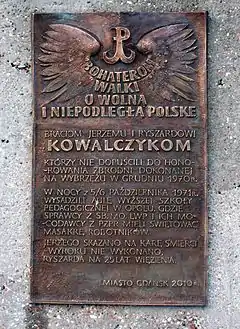 BOHATEROM
WALKI
O WOLNĄ
I NIEPODLEGŁĄ POLSKĘ
BRACIOM: JERZEMU I RYSZARDOWI
KOWALCZYKOM
KTÓRZY NIE DOPUŚCILI DO HONO-
ROWANIA ZBRODNI DOKONANEJ
NA WYBRZEŻU W GRUDNIU 1970 R.
W NOCY Z 5/6 PAŹDZIERNIKA 1971 R.
WYSADZILI AULĘ WYŻSZEJ SZKOŁY
PEDAGOGICZNEJ W OPOLU, GDZIE
SPRAWCY Z SB, MO, LWP I ICH MO-
CODAWCY Z PZPR MIELI ŚWIĘTOWAĆ
MASAKRĘ ROBOTNIKÓW
JERZEGO SKAZANO NA KARĘ ŚMIERCI
- WYROKU NIE WYKONANO,
RYSZARDA NA 25 LAT WIĘZIENIA.
MIASTO GDAŃSK 2010 R.